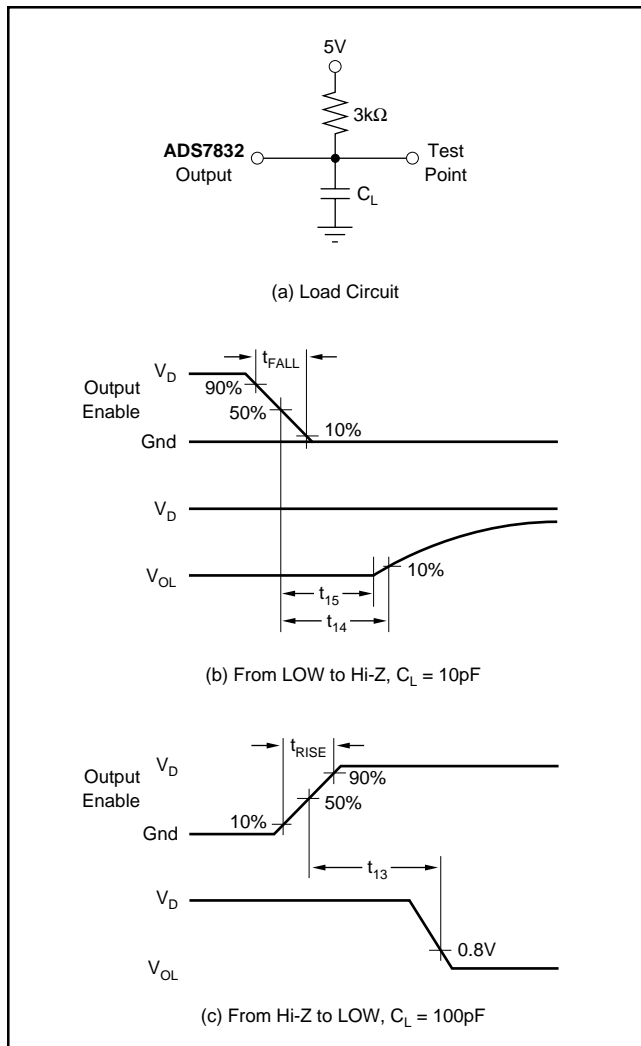 5V
3kΩ
ADS7832
Output
Test
Point
C_L
(a) Load Circuit
t_FALL
V_D
Output
Enable
90%
50%
10%
Gnd
V_D
V_OL
10%
t_15
t_14
(b) From LOW to Hi-Z, C_L = 10pF
t_RISE
V_D
Output
Enable
90%
50%
10%
Gnd
t_13
V_D
0.8V
V_OL
(c) From Hi-Z to LOW, C_L = 100pF